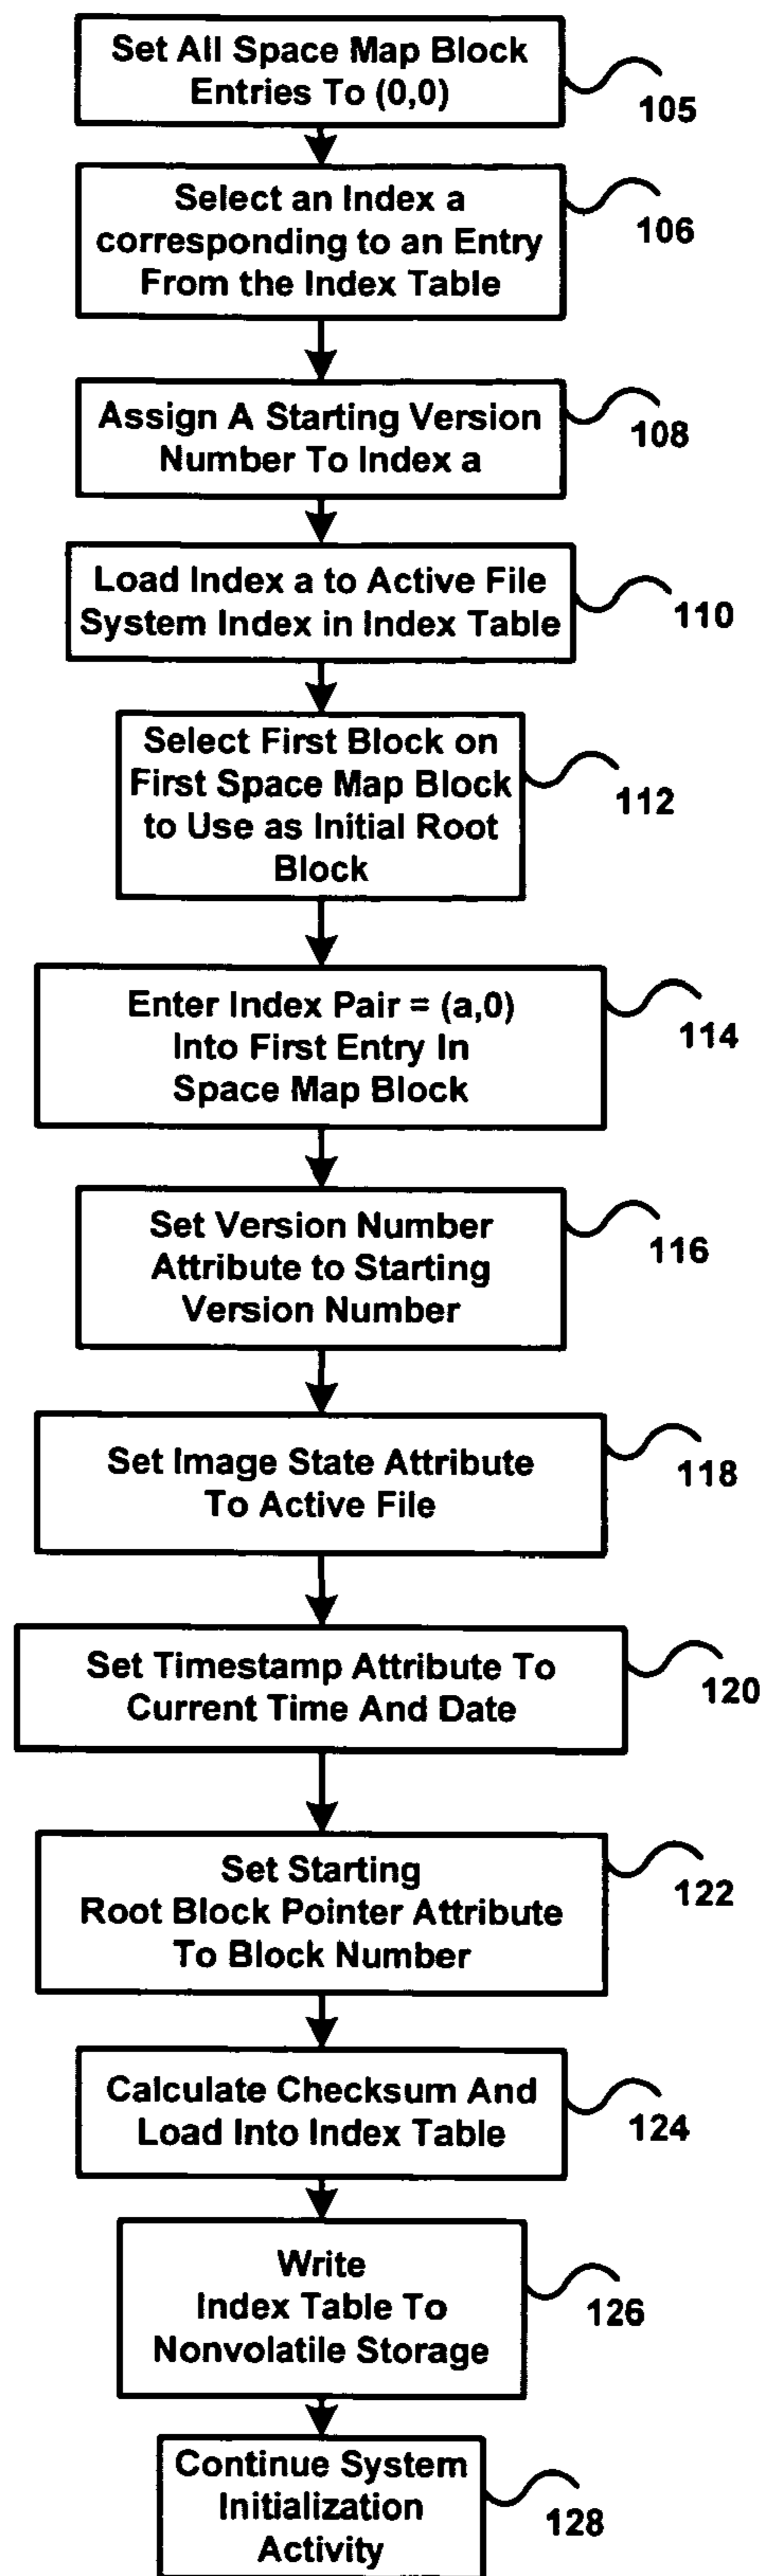 Set All Space Map Block
Entries To (0,0)
105
Select an Index a
corresponding to an Entry
From the Index Table
106
Assign A Starting Version
Number To Index a
108
Load Index a to Active File
System Index in Index Table
110
Select First Block on
First Space Map Block
to Use as Initial Root
Block
112
Enter Index Pair = (a,0)
Into First Entry In
Space Map Block
114
Set Version Number
Attribute to Starting
Version Number
116
Set Image State Attribute
To Active File
118
Set Timestamp Attribute To
Current Time And Date
120
Set Starting
Root Block Pointer Attribute
To Block Number
122
Calculate Checksum And
Load Into Index Table
124
Write
Index Table To
Nonvolatile Storage
126
Continue System
Initialization
Activity
128